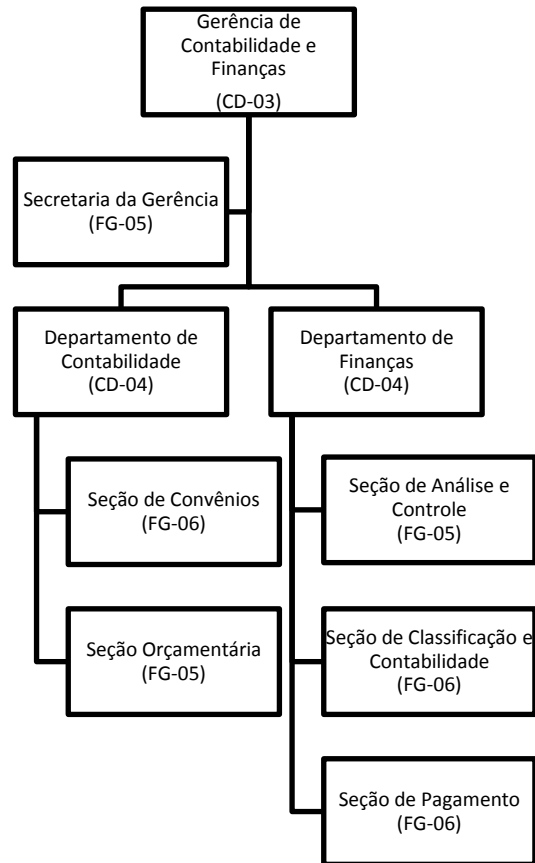 Gerência de
Contabilidade e
Finanças
(CD-03)
Secretaria da Gerência
(FG-05)
Departamento de
Contabilidade
(CD-04)
Departamento de
Finanças
(CD-04)
Seção de Convênios
(FG-06)
Seção Orçamentária
(FG-05)
Seção de Análise e
Controle
(FG-05)
Seção de Classificação e
Contabilidade
(FG-06)
Seção de Pagamento
(FG-06)